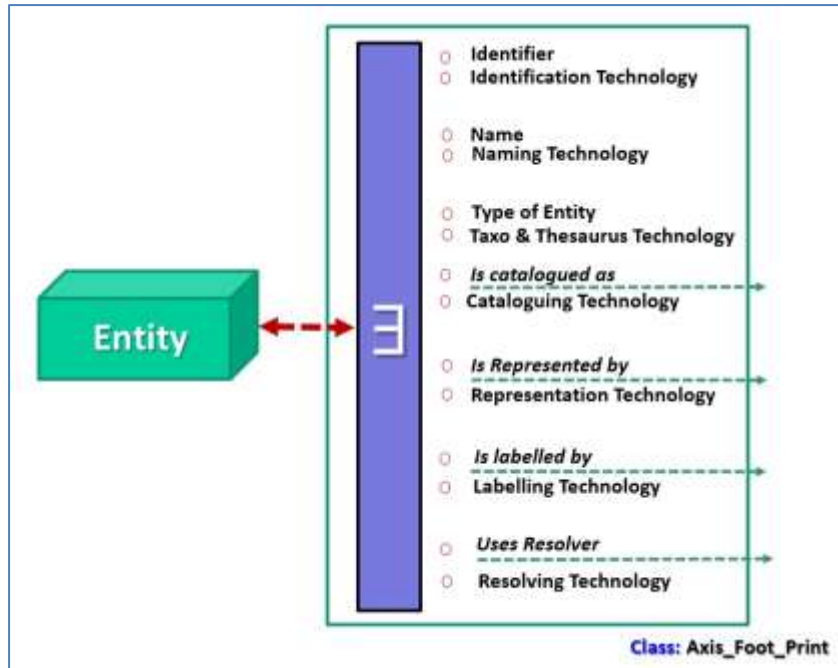 Identifier
Identification Technology
Name
Naming Technology
Type of Entity
Taxo & Thesaurus Technology
Is catalogued as
Cataloguing Technology
Entity
∃
Is Represented by
Representation Technology
Is labelled by
Labelling Technology
Uses Resolver
Resolving Technology
Class: Axis_Foot_Print